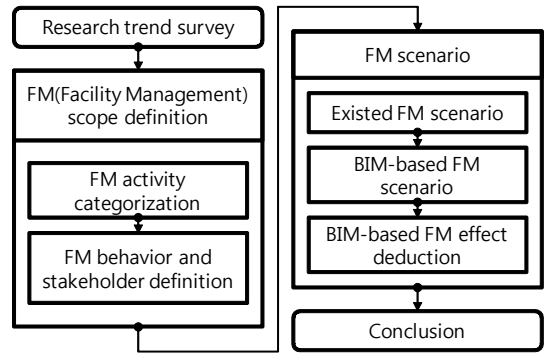 Research trend survey
FM(Facility Management)
scope definition
FM activity
categorization
FM behavior and
stakeholder definition
FM scenario
Existed FM scenario
BIM-based FM
scenario
BIM-based FM effect
deduction
Conclusion